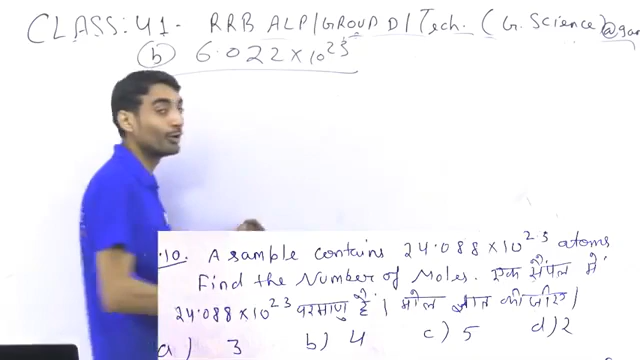 CLASS: 41. RRB ALP/GROUP D/Tech. (G. Science)
(b) 6.022×10²³
.10. A sample contains 24.088 × 10²³ atoms
Find the Number of Moles. एक सैंपल में
24.088×10²³ परमाणु हैं। मोल ज्ञात कीजिए।
a) 3 b) 4 c) 5 d) 2